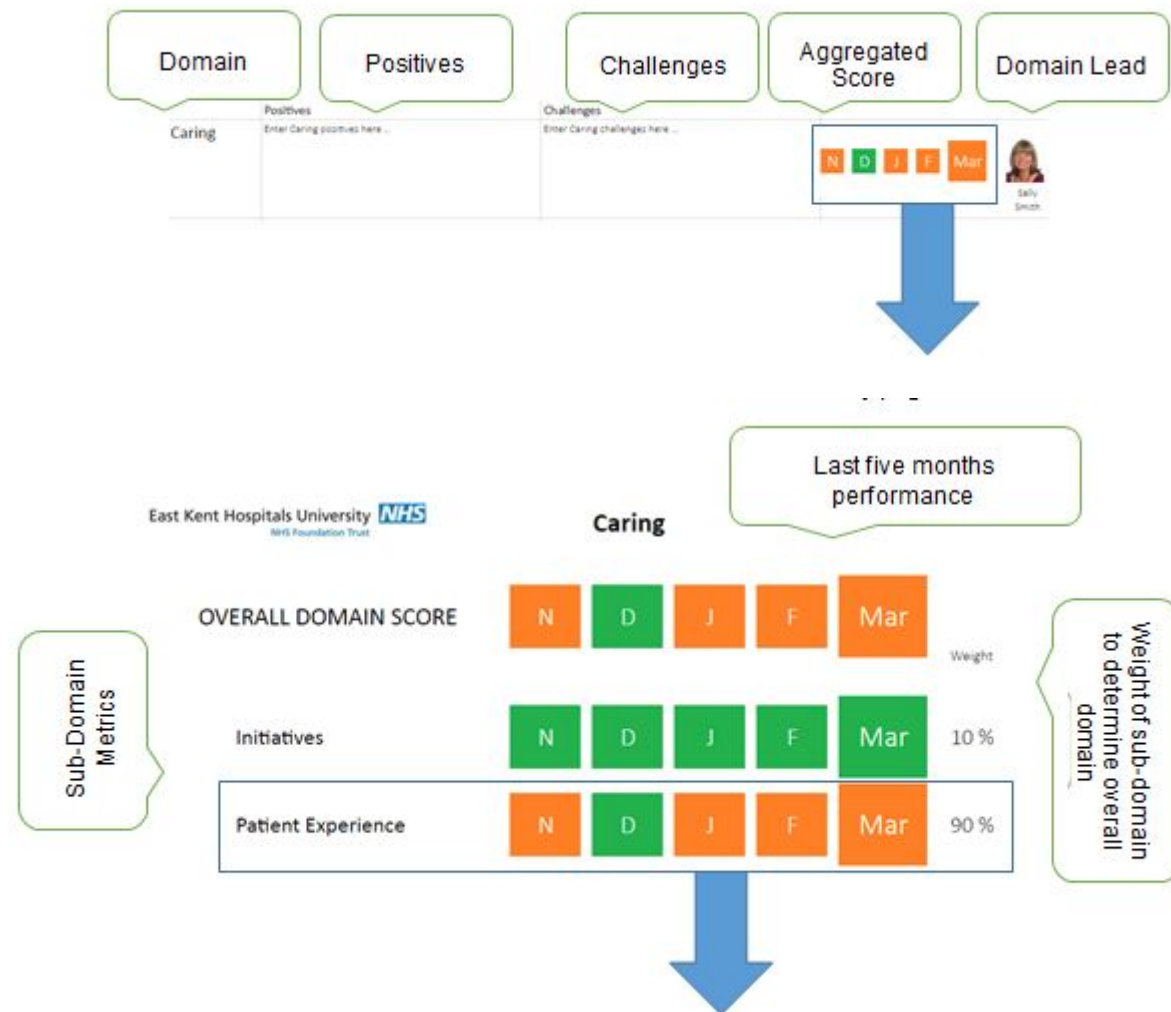 Domain
Positives
Challenges
Aggregated
Score
Domain Lead
Positives
Challenges
Caring
Enter Caring positives here ...
Enter Caring challenges here ...
N D J F Mar
Sally
Smith
Last five months
performance
East Kent Hospitals University NHS
NHS Foundation Trust
Caring
OVERALL DOMAIN SCORE
N D J F Mar
Weight
Sub-Domain
Metrics
Weight of sub-domain
to determine overall
domain
Initiatives
N D J F Mar 10 %
Patient Experience
N D J F Mar 90 %